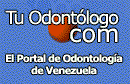 Tu Odontólogo
.com
El Portal de Odontología
de Venezuela